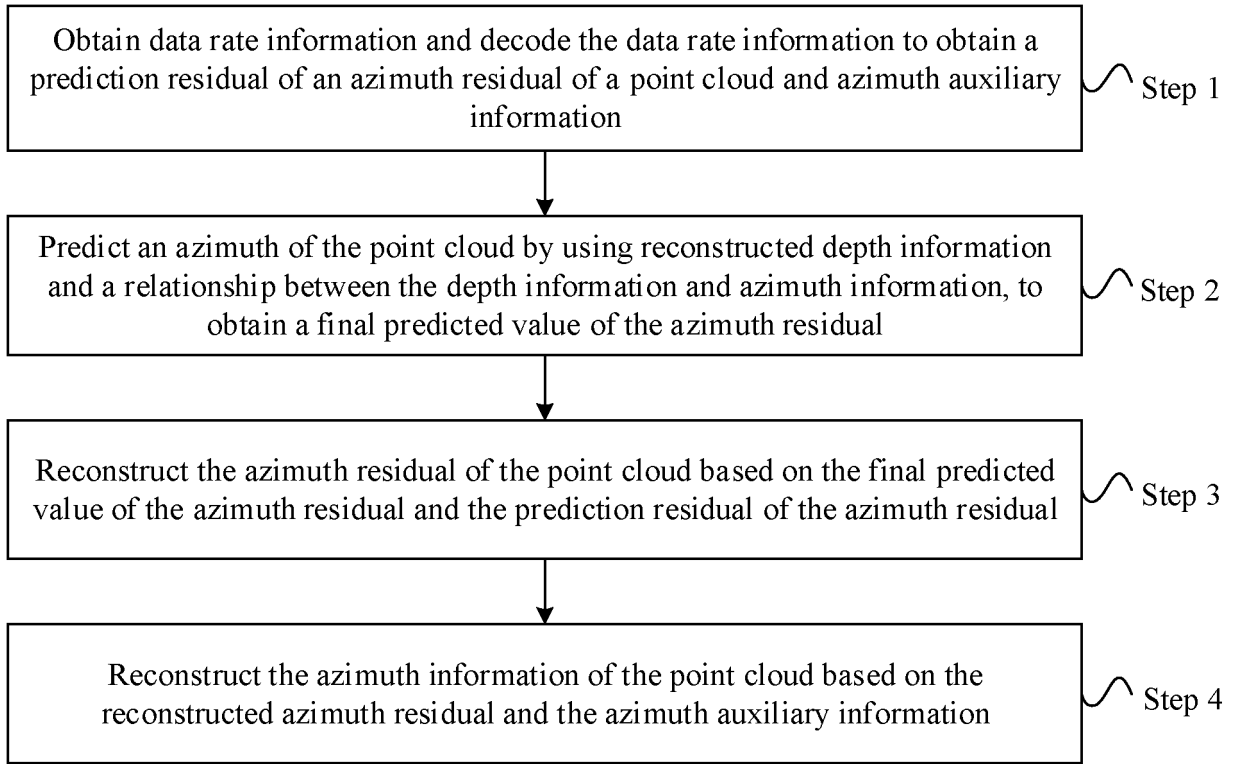 Obtain data rate information and decode the data rate information to obtain a
prediction residual of an azimuth residual of a point cloud and azimuth auxiliary
information
Step 1
Predict an azimuth of the point cloud by using reconstructed depth information
and a relationship between the depth information and azimuth information, to
obtain a final predicted value of the azimuth residual
Step 2
Reconstruct the azimuth residual of the point cloud based on the final predicted
value of the azimuth residual and the prediction residual of the azimuth residual
Step 3
Reconstruct the azimuth information of the point cloud based on the
reconstructed azimuth residual and the azimuth auxiliary information
Step 4